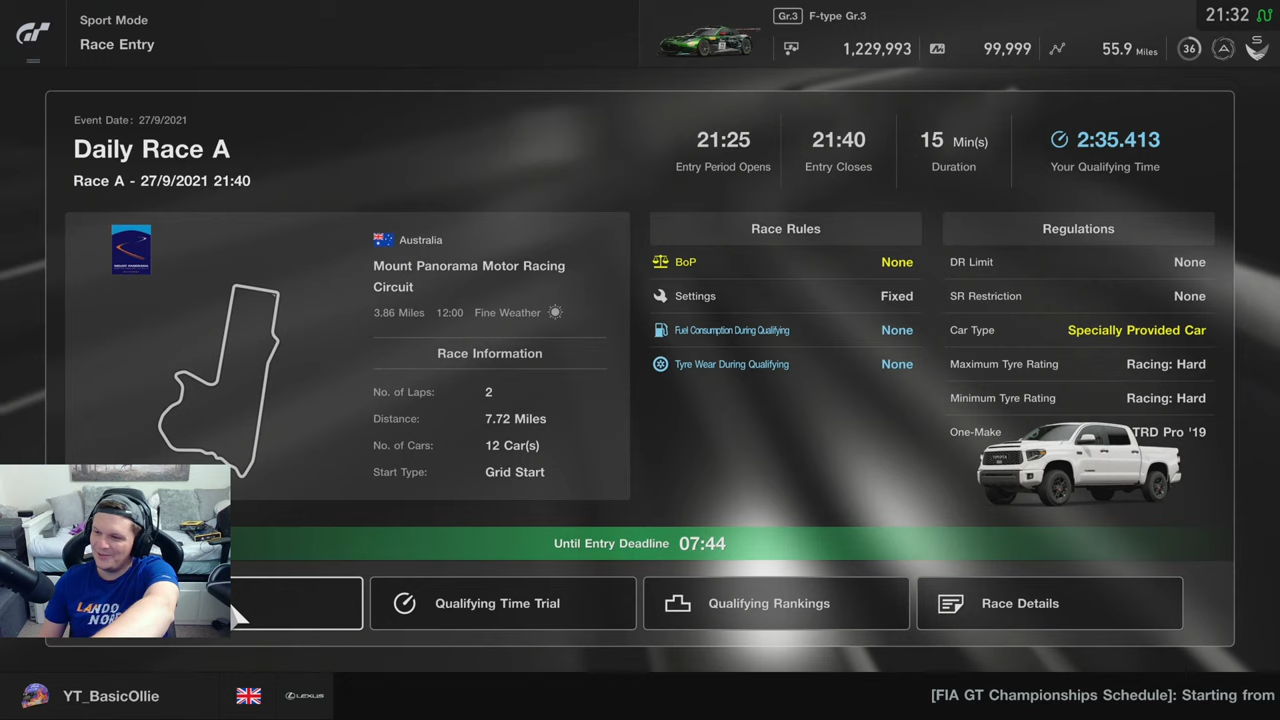 Sport Mode
Race Entry
Gr.3 F-type Gr.3
1,229,993
99,999
55.9 Miles
36
A
S
21:32
Event Date: 27/9/2021
Daily Race A
Race A - 27/9/2021 21:40
21:25
Entry Period Opens
21:40
Entry Closes
15 Min(s)
Duration
2:35.413
Your Qualifying Time
Australia
Mount Panorama Motor Racing
Circuit
3.86 Miles 12:00 Fine Weather
Race Information
No. of Laps: 2
Distance: 7.72 Miles
No. of Cars: 12 Car(s)
Start Type: Grid Start
Race Rules
BoP None
Settings Fixed
Fuel Consumption During Qualifying None
Tyre Wear During Qualifying None
Regulations
DR Limit None
SR Restriction None
Car Type Specially Provided Car
Maximum Tyre Rating Racing: Hard
Minimum Tyre Rating Racing: Hard
One-Make TRD Pro '19
Until Entry Deadline 07:44
Qualifying Time Trial
Qualifying Rankings
Race Details
LANDO
NOR
YT_BasicOllie
LEXUS
[FIA GT Championships Schedule]: Starting from